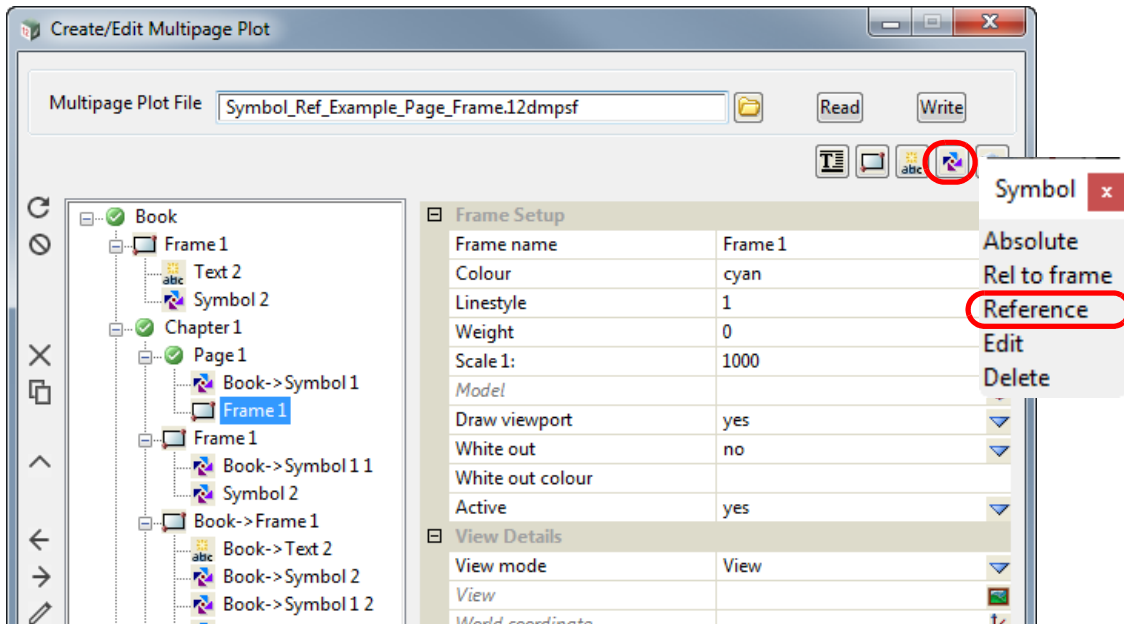 Create/Edit Multipage Plot
Multipage Plot File Symbol_Ref_Example_Page_Frame.12dmpsf Read Write
Symbol x
Absolute
Rel to frame
Reference
Edit
Delete
Book
Frame 1
abc Text 2
Symbol 2
Chapter 1
Page 1
Book->Symbol 1
Frame 1
Frame 1
Book->Symbol 1 1
Symbol 2
Book->Frame 1
abc Book->Text 2
Book->Symbol 2
Book->Symbol 1 2
Frame Setup
Frame name Frame 1
Colour cyan
Linestyle 1
Weight 0
Scale 1: 1000
Model
Draw viewport yes
White out no
White out colour
Active yes
View Details
View mode View
View
World coordinate